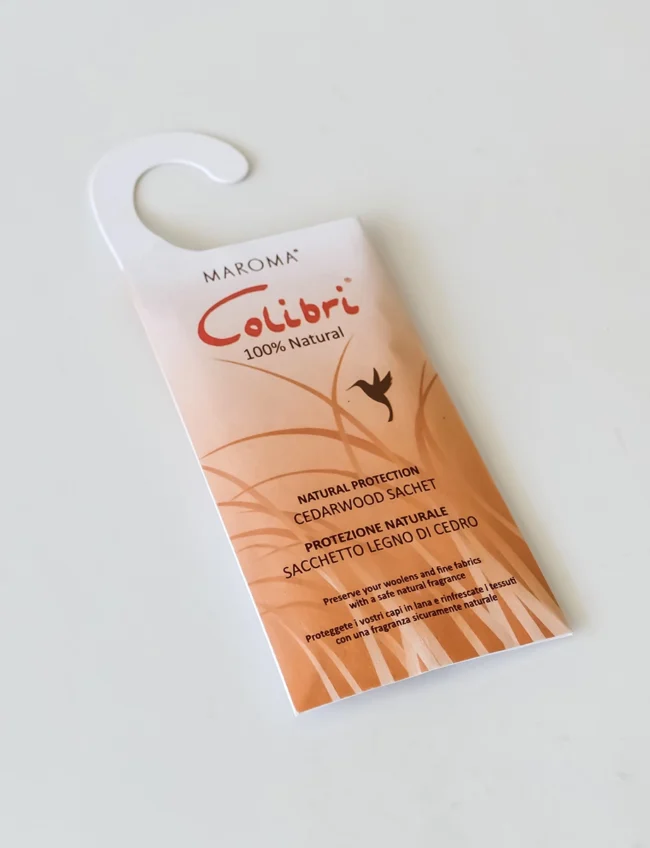 MAROMA®
Colibri®
100% Natural
NATURAL PROTECTION
CEDARWOOD SACHET
PROTEZIONE NATURALE
SACCHETTO LEGNO DI CEDRO
Preserve your woolens and fine fabrics
with a safe natural fragrance
Proteggete i vostri capi in lana e rinfrescate i tessuti
con una fragranza sicuramente naturale